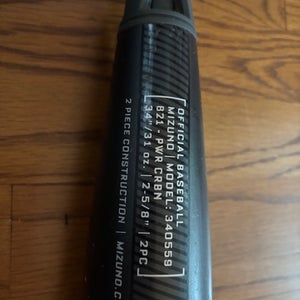 OFFICIAL BASEBALL
MIZUNO | MODEL: 340559
B21 - PWR CRBN
34"/31 oz. | 2-5/8" | 2PC
2 PIECE CONSTRUCTION | MIZUNO.C